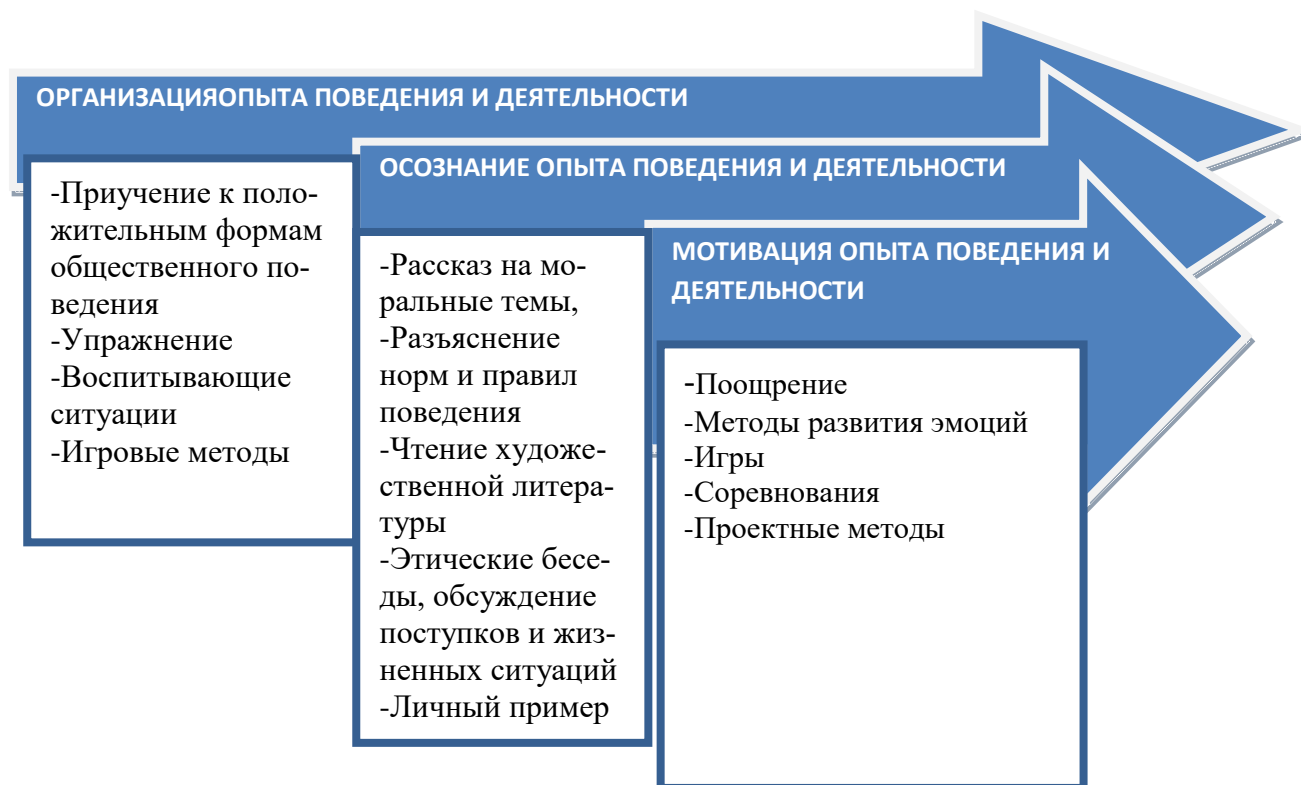 ОРГАНИЗАЦИЯОПЫТА ПОВЕДЕНИЯ И ДЕЯТЕЛЬНОСТИ
-Приучение к поло-
жительным формам
общественного по-
ведения
-Упражнение
-Воспитывающие
ситуации
-Игровые методы
ОСОЗНАНИЕ ОПЫТА ПОВЕДЕНИЯ И ДЕЯТЕЛЬНОСТИ
-Рассказ на мо-
ральные темы,
-Разъяснение
норм и правил
поведения
-Чтение художе-
ственной литера-
туры
-Этические бесе-
ды, обсуждение
поступков и жиз-
ненных ситуаций
-Личный пример
МОТИВАЦИЯ ОПЫТА ПОВЕДЕНИЯ И
ДЕЯТЕЛЬНОСТИ
-Поощрение
-Методы развития эмоций
-Игры
-Соревнования
-Проектные методы